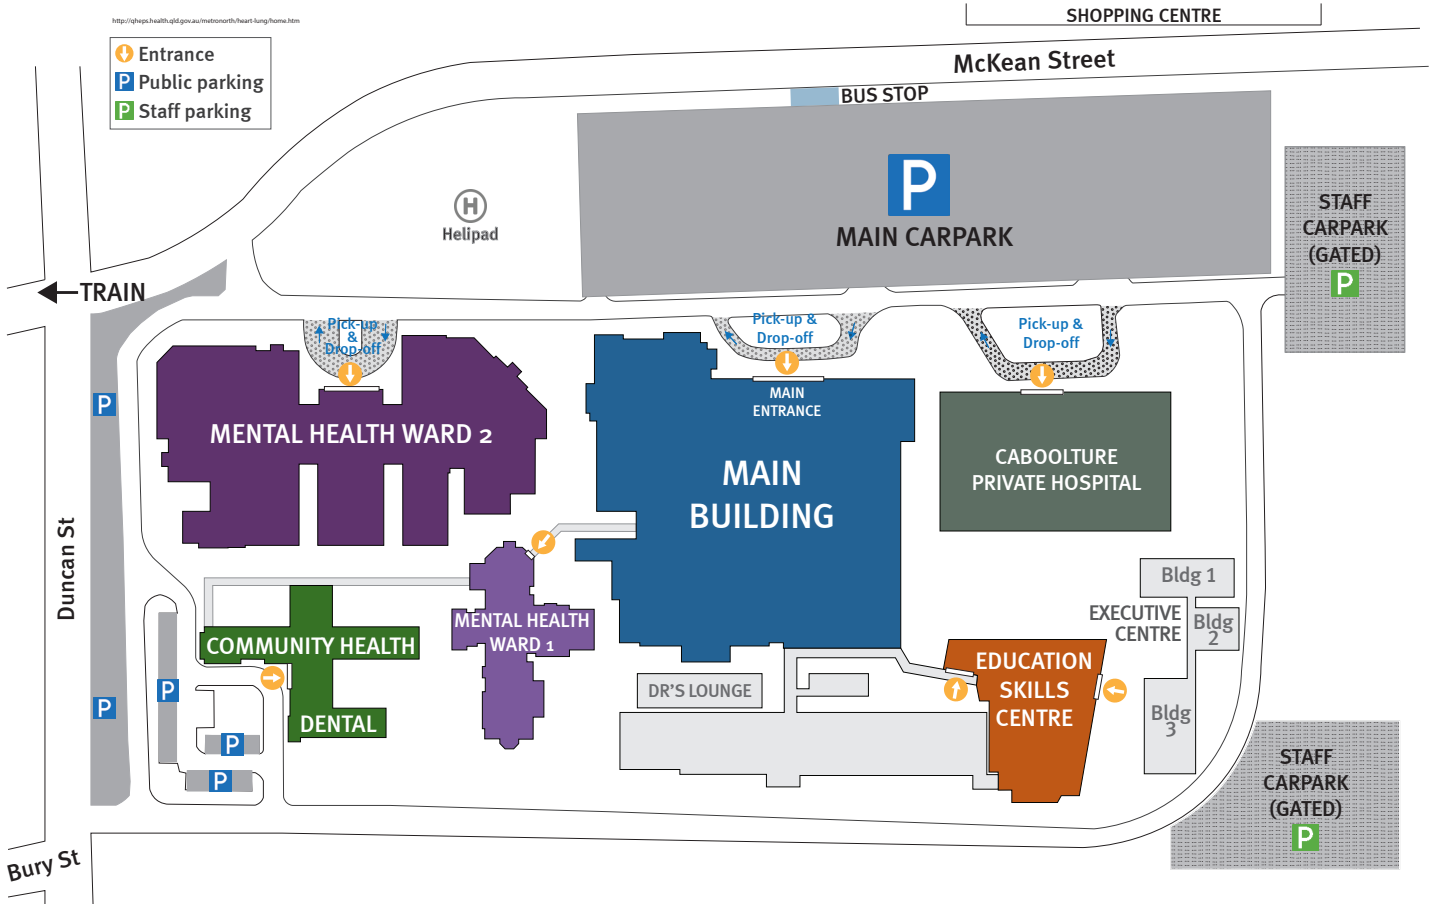 http://qheps.health.qld.gov.au/metronorth/heart-lung/home.htm
SHOPPING CENTRE
Entrance
P Public parking
P Staff parking
McKean Street
BUS STOP
P
MAIN CARPARK
H
Helipad
STAFF
CARPARK
(GATED)
P
TRAIN
Pick-up
&
Drop-off
Pick-up &
Drop-off
Pick-up &
Drop-off
P
MAIN
ENTRANCE
MENTAL HEALTH WARD 2
MAIN
BUILDING
CABOOLTURE
PRIVATE HOSPITAL
Duncan St
Bldg 1
EXECUTIVE
CENTRE
Bldg
2
Bldg
3
MENTAL HEALTH
WARD 1
COMMUNITY HEALTH
DENTAL
DR'S LOUNGE
EDUCATION
SKILLS
CENTRE
P
P
P
P
STAFF
CARPARK
(GATED)
P
Bury St